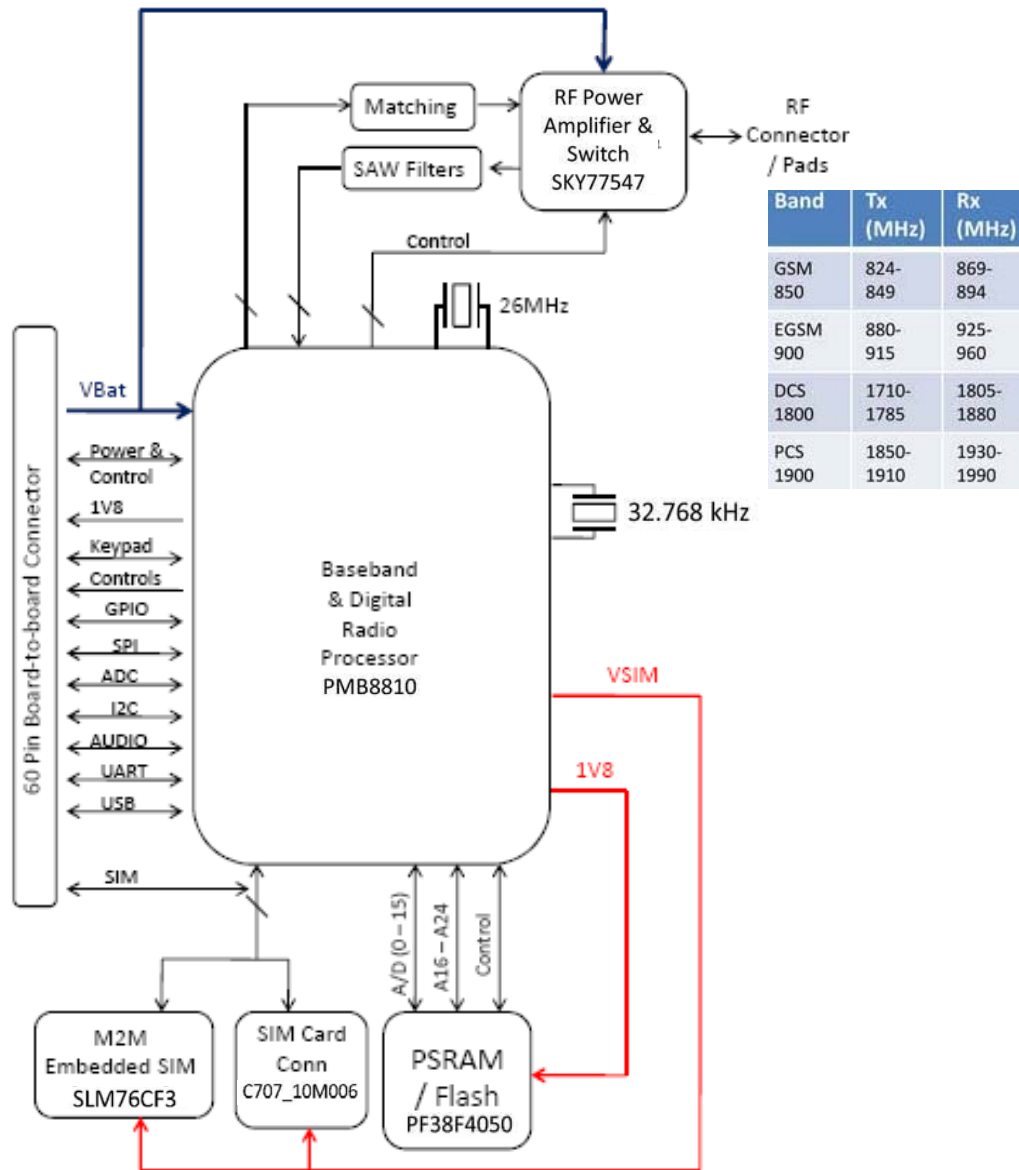 Matching
SAW Filters
RF Power
Amplifier &
Switch
SKY77547
RF
Connector
/ Pads
Control
26MHz
Band
Tx
(MHz)
Rx
(MHz)
GSM
850
824-
849
869-
894
EGSM
900
880-
915
925-
960
DCS
1800
1710-
1785
1805-
1880
PCS
1900
1850-
1910
1930-
1990
60 Pin Board-to-board Connector
VBat
Power &
Control
1V8
Keypad
Controls
GPIO
SPI
ADC
I2C
AUDIO
UART
USB
SIM
Baseband
& Digital
Radio
Processor
PMB8810
32.768 kHz
VSIM
1V8
A/D (0 – 15)
A16 – A24
Control
M2M
Embedded SIM
SLM76CF3
SIM Card
Conn
C707_10M006
PSRAM
/ Flash
PF38F4050